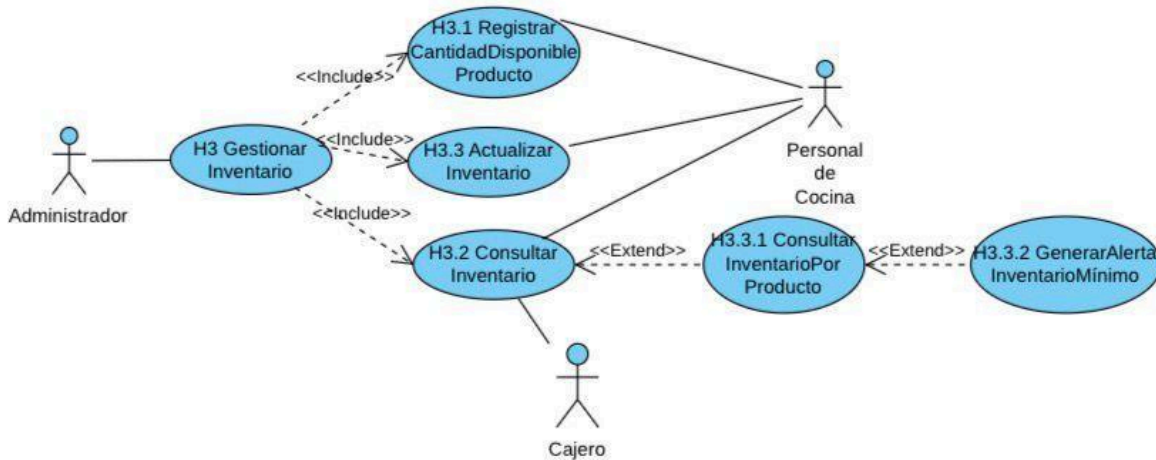 H3.1 Registrar
CantidadDisponible
Producto
<<Include>>
H3 Gestionar
Inventario
<<Include>>
H3.3 Actualizar
Inventario
Administrador
<<Include>>
H3.2 Consultar
Inventario
Personal
de
Cocina
<<Extend>>
H3.3.1 Consultar
InventarioPor
Producto
<<Extend>>
H3.3.2 GenerarAlerta
InventarioMínimo
Cajero